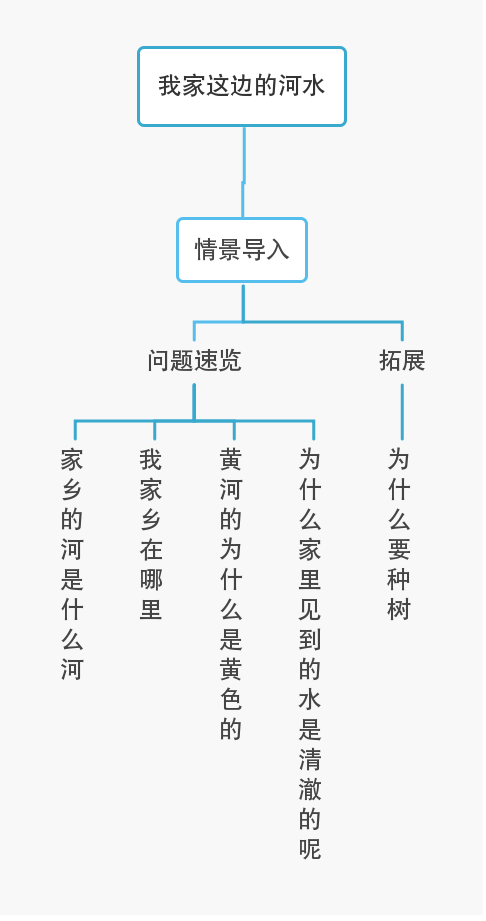 我家这边的河水
情景导入
问题速览
拓展
家乡的河是什么河
我家乡在哪里
黄河的为什么是黄色的
为什么家里见到的水是清澈的呢
为什么要种树